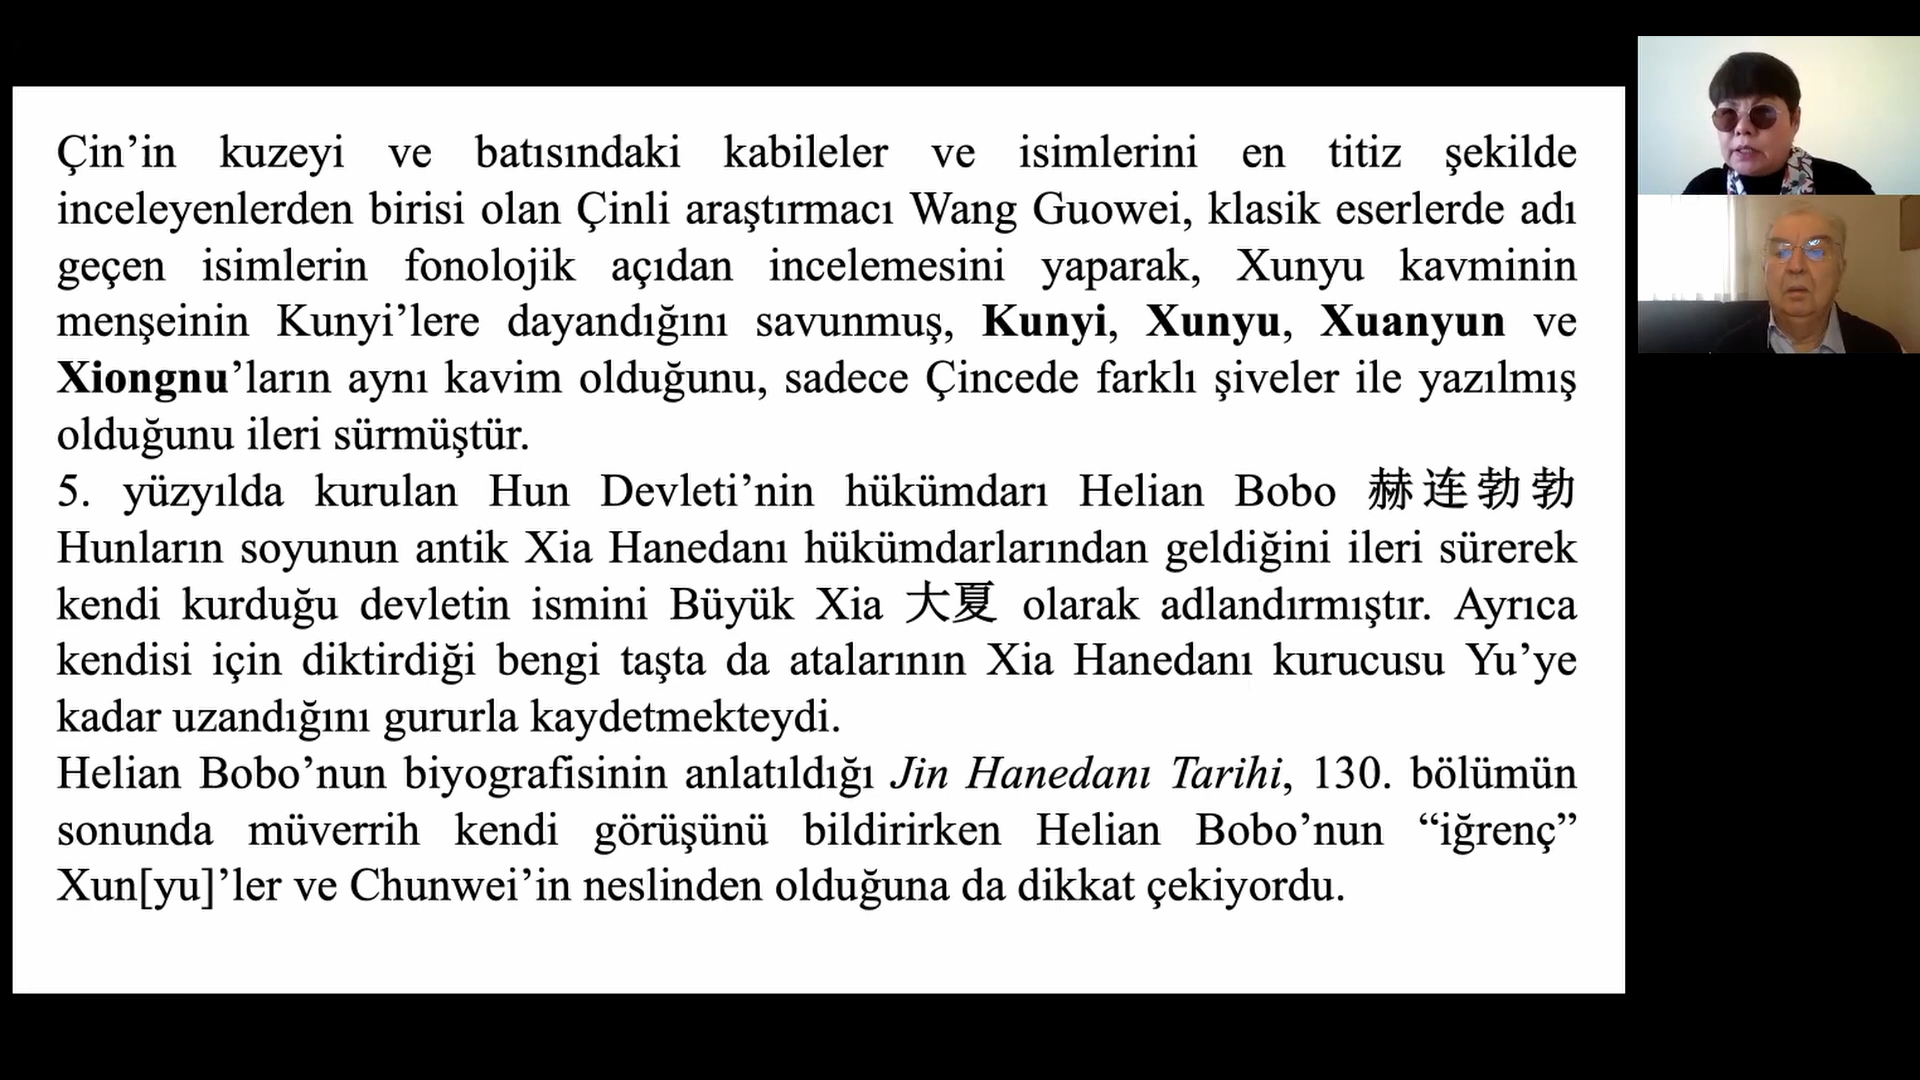 Çin’in kuzeyi ve batısındaki kabileler ve isimlerini en titiz şekilde
inceleyenlerden birisi olan Çinli araştırmacı Wang Guowei, klasik eserlerde adı
geçen isimlerin fonolojik açıdan incelemesini yaparak, Xunyu kavminin
menşeinin Kunyi’lere dayandığını savunmuş, Kunyi, Xunyu, Xuanyun ve
Xiongnu’ların aynı kavim olduğunu, sadece Çincede farklı şiveler ile yazılmış
olduğunu ileri sürmüştür.
5. yüzyılda kurulan Hun Devleti’nin hükümdarı Helian Bobo 赫连勃勃
Hunların soyunun antik Xia Hanedanı hükümdarlarından geldiğini ileri sürerek
kendi kurduğu devletin ismini Büyük Xia 大夏 olarak adlandırmıştır. Ayrıca
kendisi için diktirdiği bengi taşta da atalarının Xia Hanedanı kurucusu Yu’ye
kadar uzandığını gururla kaydetmekteydi.
Helian Bobo’nun biyografisinin anlatıldığı Jin Hanedanı Tarihi, 130. bölümün
sonunda müverrih kendi görüşünü bildirirken Helian Bobo’nun “iğrenç”
Xun[yu]’ler ve Chunwei’in neslinden olduğuna da dikkat çekiyordu.